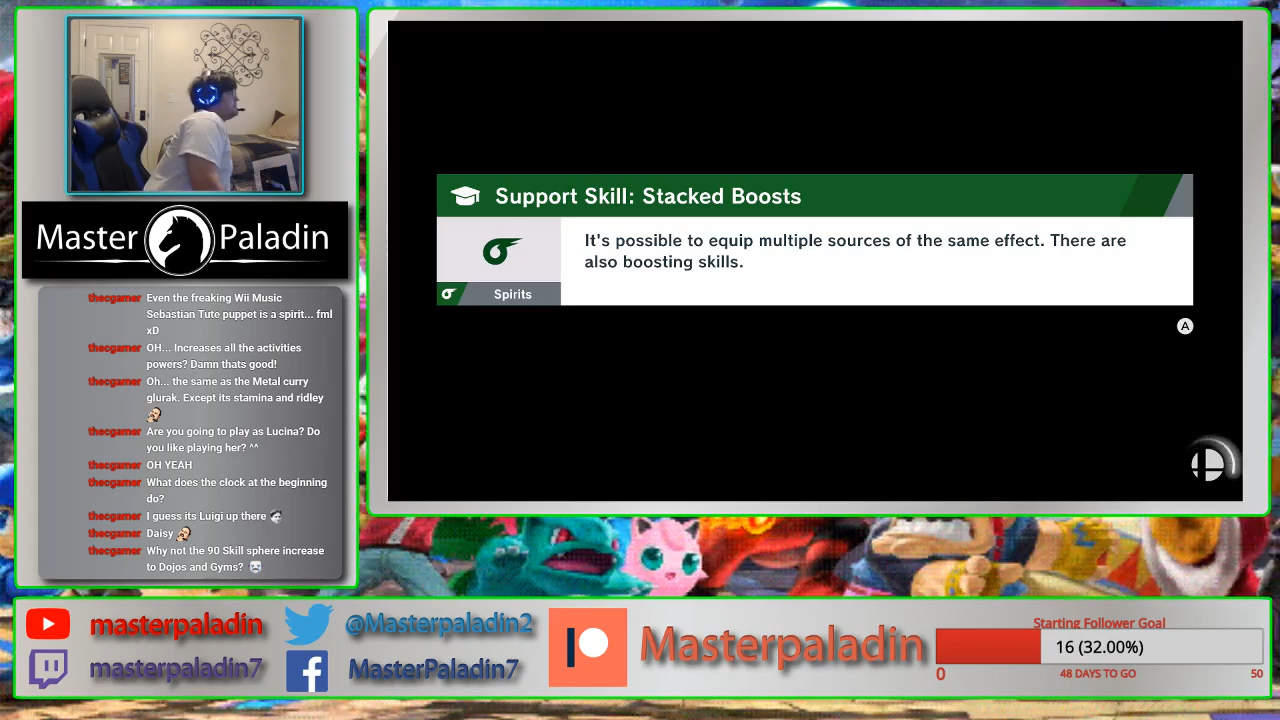 Master Paladin
thecgamer Even the freaking Wii Music
Sebastian Tute puppet is a spirit... fml
xD
thecgamer OH... Increases all the activities
powers? Damn thats good!
thecgamer Oh... the same as the Metal curry
glurak. Except its stamina and ridley
thecgamer Are you going to play as Lucina? Do
you like playing her? ^^
thecgamer OH YEAH
thecgamer What does the clock at the beginning
do?
thecgamer I guess its Luigi up there
thecgamer Daisy
thecgamer Why not the 90 Skill sphere increase
to Dojos and Gyms?
Support Skill: Stacked Boosts
It's possible to equip multiple sources of the same effect. There are
also boosting skills.
Spirits
A
masterpaladin
@Masterpaladin2
masterpaladin7
MasterPaladin7
Masterpaladin
Starting Follower Goal
16 (32.00%)
0
48 DAYS TO GO
50